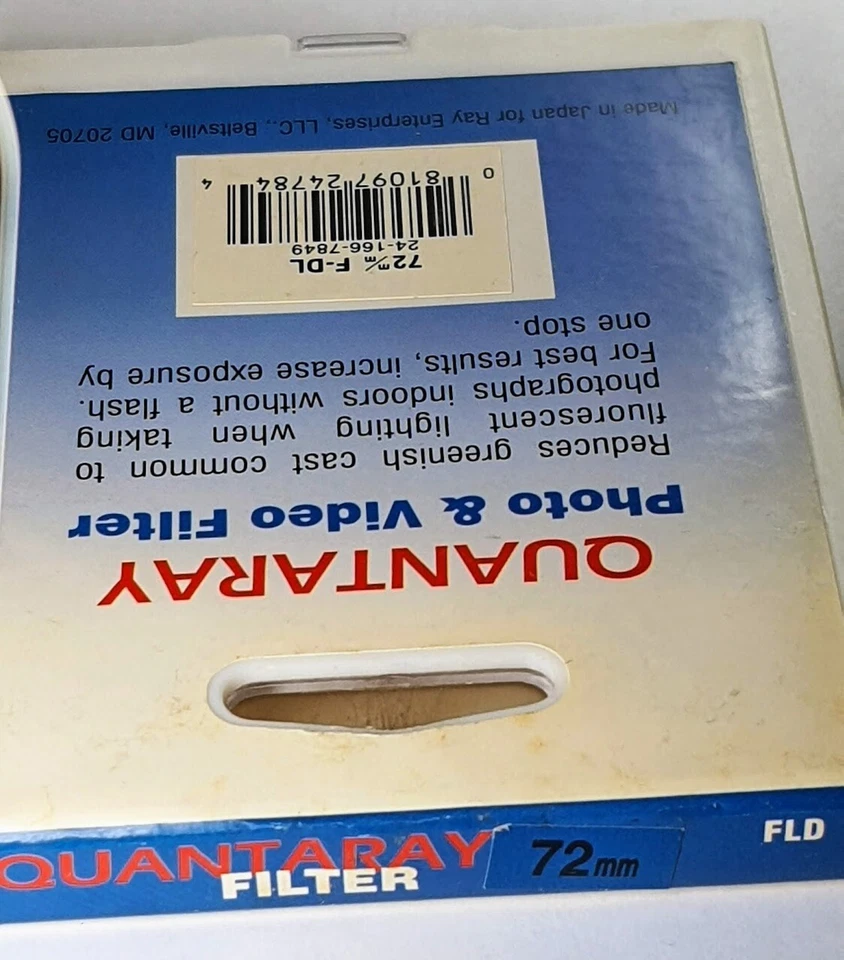 QUANTARAY
Photo & Video Filter
Reduces greenish cast common to
fluorescent lighting when taking
photographs indoors without a flash.
For best results, increase exposure by
one stop.
72m/m F-DL
24-166-7849
0 81097 24784 4
Made in Japan for Ray Enterprises, LLC., Beltsville, MD 20705
QUANTARAY
FILTER
72mm
FLD